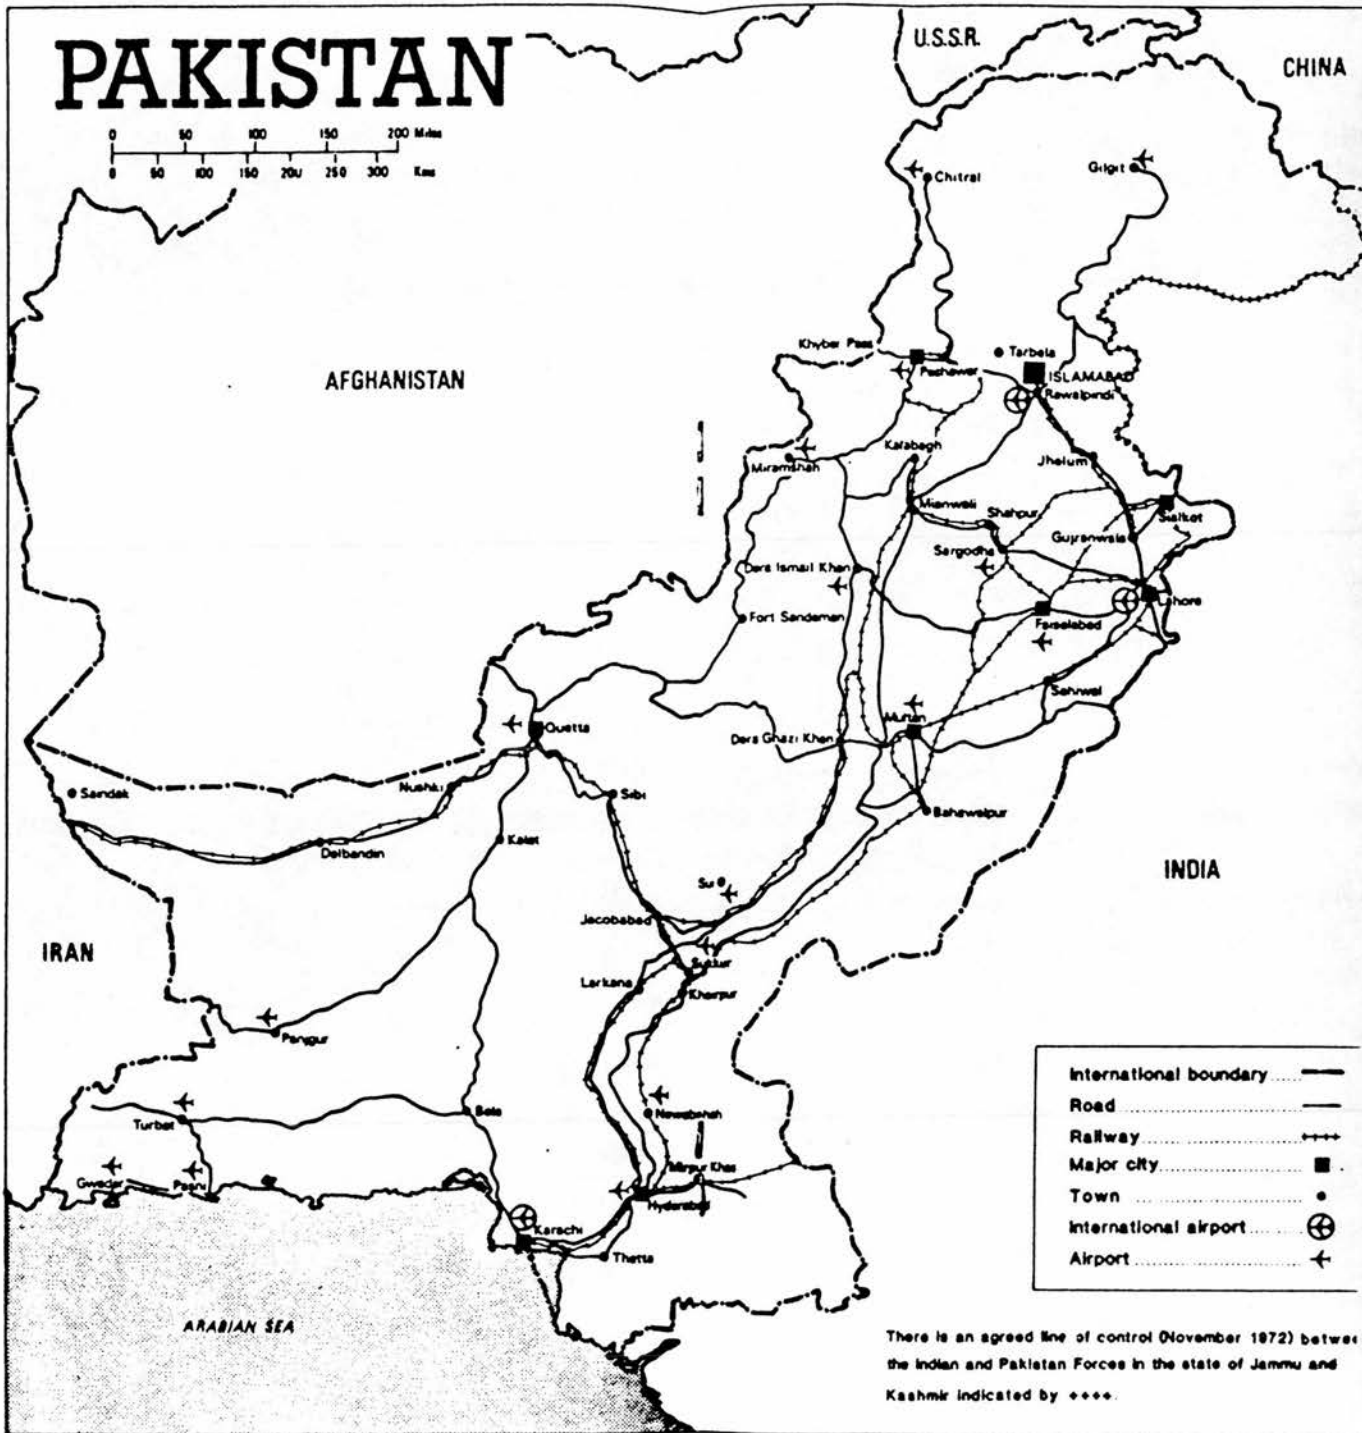 PAKISTAN
0 50 100 150 200 Miles
0 50 100 150 200 250 300 Kms
U.S.S.R.
CHINA
Chitral
Gilgit
Khyber Pass
Peshawar
Tarbela
ISLAMABAD
Rawalpindi
AFGHANISTAN
Miramshah
Kalabagh
Jhelum
Mianwali
Shahpur
Sialkot
Sargodha
Gujranwala
Dera Ismail Khan
Lahore
Fort Sandeman
Faiselabad
Sahiwal
Quetta
Dera Ghazi Khan
Multan
Saindak
Nushki
Sibi
Bahawalpur
Dalbandin
Kalat
INDIA
Sui
Jacobabad
IRAN
Sukkur
Larkana
Khairpur
Panjgur
Nawabshah
Turbat
Bela
Mirpur Khas
Gwadar
Pasni
Hyderabad
Karachi
Thatta
ARABIAN SEA
International boundary
Road
Railway
Major city
Town
International airport
Airport
There is an agreed line of control (November 1972) betwee
the Indian and Pakistan Forces in the state of Jammu and
Kashmir indicated by ++++.